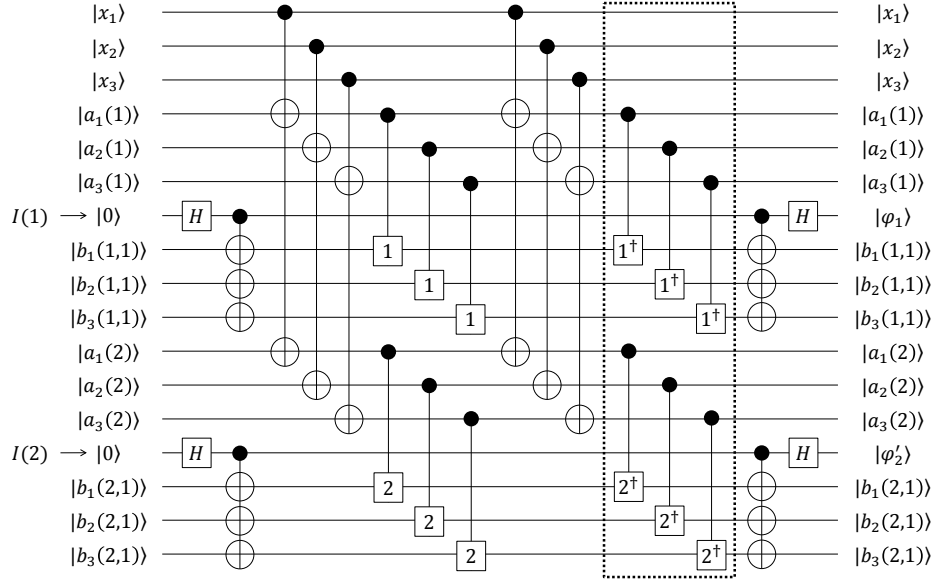 |x₁⟩ |x₁⟩
|x₂⟩ |x₂⟩
|x₃⟩ |x₃⟩
|a₁(1)⟩ |a₁(1)⟩
|a₂(1)⟩ |a₂(1)⟩
|a₃(1)⟩ |a₃(1)⟩
I(1) → |0⟩ H H |φ₁⟩
|b₁(1,1)⟩ 1 1† |b₁(1,1)⟩
|b₂(1,1)⟩ 1 1† |b₂(1,1)⟩
|b₃(1,1)⟩ 1 1† |b₃(1,1)⟩
|a₁(2)⟩ |a₁(2)⟩
|a₂(2)⟩ |a₂(2)⟩
|a₃(2)⟩ |a₃(2)⟩
I(2) → |0⟩ H H |φ′₂⟩
|b₁(2,1)⟩ 2 2† |b₁(2,1)⟩
|b₂(2,1)⟩ 2 2† |b₂(2,1)⟩
|b₃(2,1)⟩ 2 2† |b₃(2,1)⟩